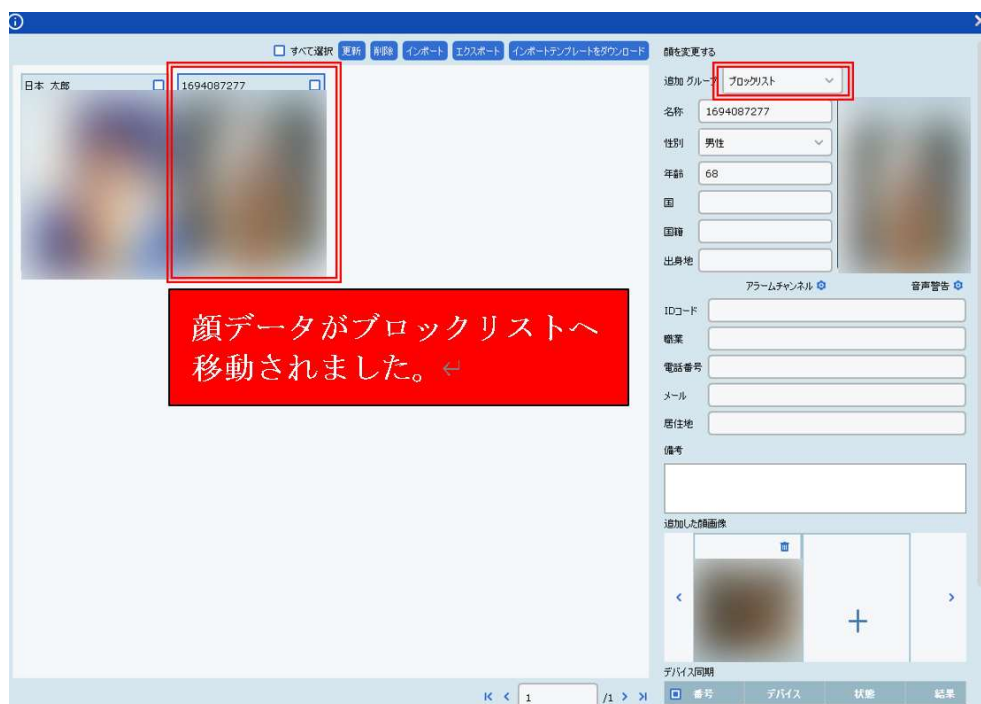 すべて選択 更新 削除 インポート エクスポート インポートテンプレートをダウンロード
日本 太郎
1694087277
顔データがブロックリストへ
移動されました。↵
1 /1
顔を変更する
追加 グループ ブロックリスト
名称 1694087277
性別 男性
年齢 68
国
国籍
出身地
アラームチャンネル 音声警告
IDコード
職業
電話番号
メール
居住地
備考
追加した顔画像
デバイス同期
番号 デバイス 状態 結果